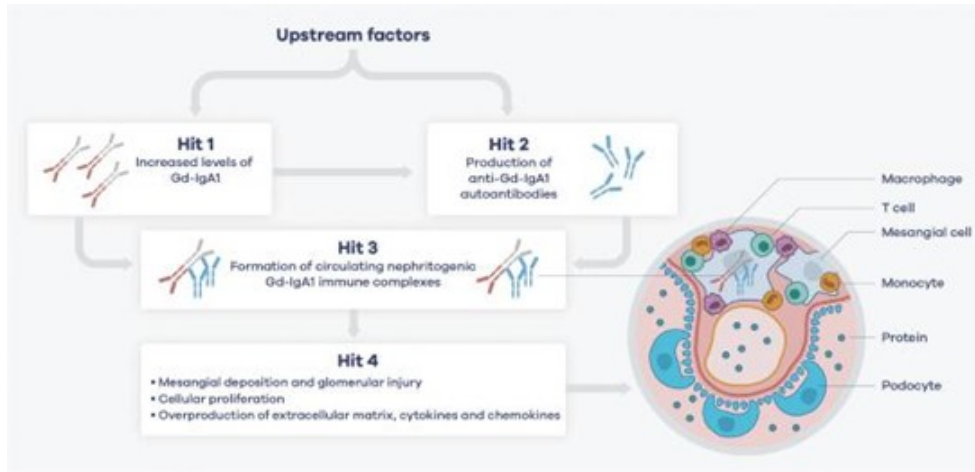 Upstream factors
Hit 1
Increased levels of
Gd-IgA1
Hit 2
Production of
anti-Gd-IgA1
autoantibodies
Hit 3
Formation of circulating nephritogenic
Gd-IgA1 immune complexes
Hit 4
• Mesangial deposition and glomerular injury
• Cellular proliferation
• Overproduction of extracellular matrix, cytokines and chemokines
Macrophage
T cell
Mesangial cell
Monocyte
Protein
Podocyte